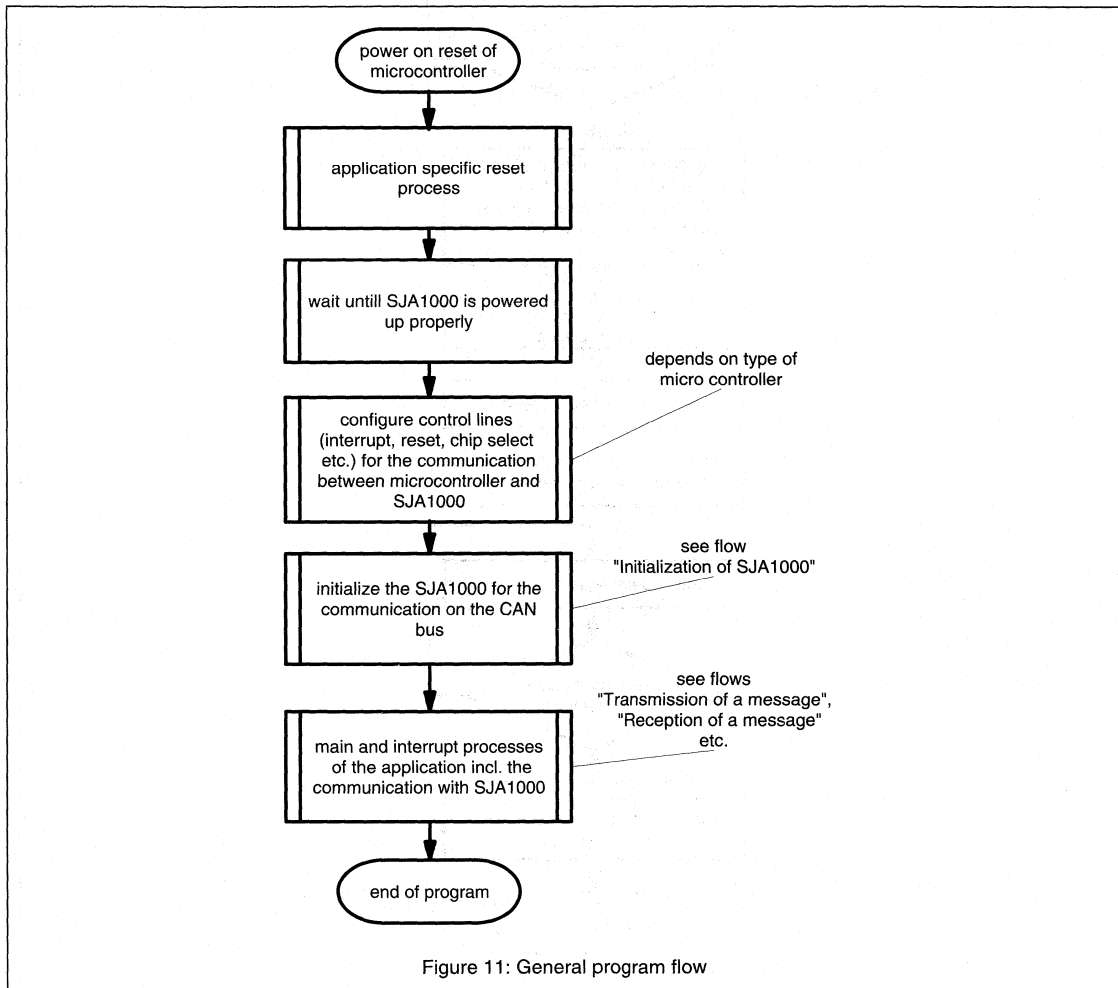 power on reset of
microcontroller
application specific reset
process
wait untill SJA1000 is powered
up properly
depends on type of
micro controller
configure control lines
(interrupt, reset, chip select
etc.) for the communication
between microcontroller and
SJA1000
see flow
"Initialization of SJA1000"
initialize the SJA1000 for the
communication on the CAN
bus
see flows
"Transmission of a message",
"Reception of a message"
etc.
main and interrupt processes
of the application incl. the
communication with SJA1000
end of program
Figure 11: General program flow